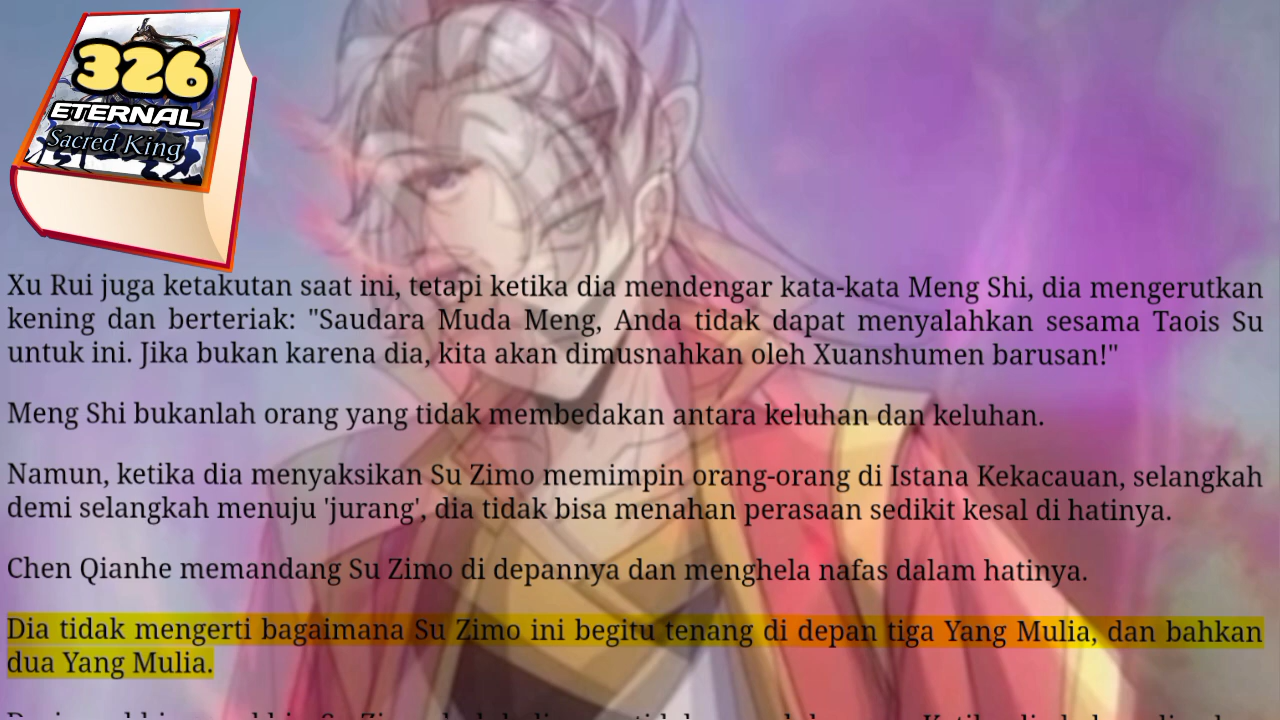 326
ETERNAL
Sacred King
Xu Rui juga ketakutan saat ini, tetapi ketika dia mendengar kata-kata Meng Shi, dia mengerutkan
kening dan berteriak: "Saudara Muda Meng, Anda tidak dapat menyalahkan sesama Taois Su
untuk ini. Jika bukan karena dia, kita akan dimusnahkan oleh Xuanshumen barusan!"
Meng Shi bukanlah orang yang tidak membedakan antara keluhan dan keluhan.
Namun, ketika dia menyaksikan Su Zimo memimpin orang-orang di Istana Kekacauan, selangkah
demi selangkah menuju 'jurang', dia tidak bisa menahan perasaan sedikit kesal di hatinya.
Chen Qianhe memandang Su Zimo di depannya dan menghela nafas dalam hatinya.
Dia tidak mengerti bagaimana Su Zimo ini begitu tenang di depan tiga Yang Mulia, dan bahkan
dua Yang Mulia.